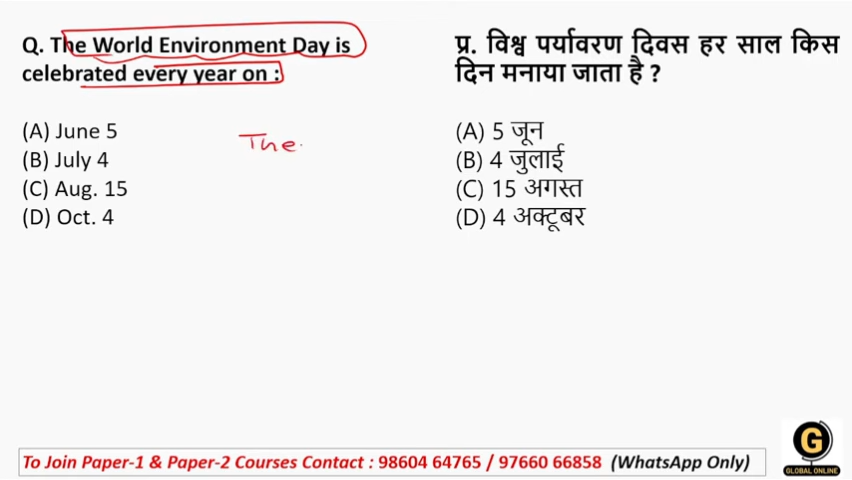 Q. The World Environment Day is
celebrated every year on :
(A) June 5
(B) July 4
(C) Aug. 15
(D) Oct. 4
The
प्र. विश्व पर्यावरण दिवस हर साल किस
दिन मनाया जाता है ?
(A) 5 जून
(B) 4 जुलाई
(C) 15 अगस्त
(D) 4 अक्टूबर
G
GLOBAL ONLINE
To Join Paper-1 & Paper-2 Courses Contact : 98604 64765 / 97660 66858 (WhatsApp Only)